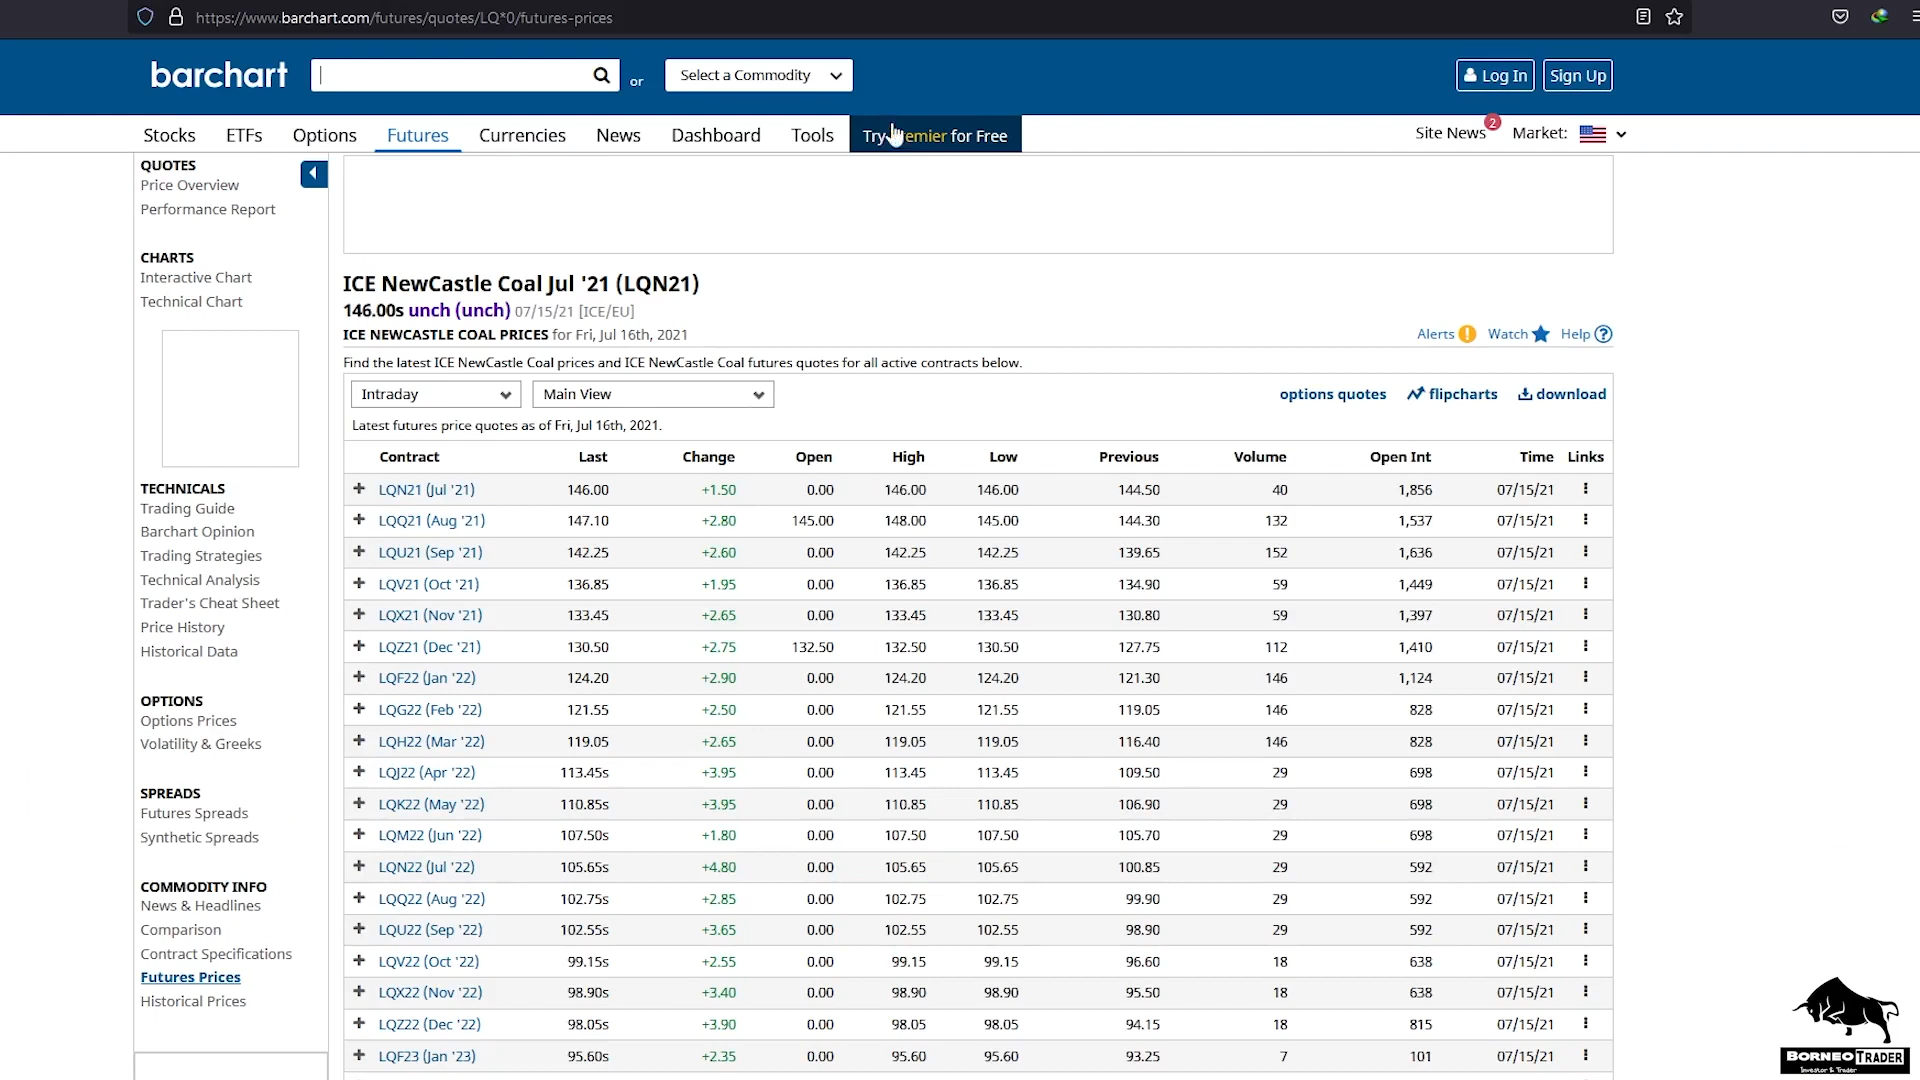 https://www.barchart.com/futures/quotes/LQ*0/futures-prices
barchart
or
Select a Commodity
Log In
Sign Up
Stocks
ETFs
Options
Futures
Currencies
News
Dashboard
Tools
Try Premier for Free
Site News
2
Market:
QUOTES
Price Overview
Performance Report
CHARTS
Interactive Chart
Technical Chart
TECHNICALS
Trading Guide
Barchart Opinion
Trading Strategies
Technical Analysis
Trader's Cheat Sheet
Price History
Historical Data
OPTIONS
Options Prices
Volatility & Greeks
SPREADS
Futures Spreads
Synthetic Spreads
COMMODITY INFO
News & Headlines
Comparison
Contract Specifications
Futures Prices
Historical Prices
ICE NewCastle Coal Jul '21 (LQN21)
146.00s unch (unch) 07/15/21 [ICE/EU]
ICE NEWCASTLE COAL PRICES for Fri, Jul 16th, 2021
Alerts Watch Help
Find the latest ICE NewCastle Coal prices and ICE NewCastle Coal futures quotes for all active contracts below.
Intraday Main View options quotes flipcharts download
Latest futures price quotes as of Fri, Jul 16th, 2021.
Contract Last Change Open High Low Previous Volume Open Int Time Links
LQN21 (Jul '21) 146.00 +1.50 0.00 146.00 146.00 144.50 40 1,856 07/15/21
LQQ21 (Aug '21) 147.10 +2.80 145.00 148.00 145.00 144.30 132 1,537 07/15/21
LQU21 (Sep '21) 142.25 +2.60 0.00 142.25 142.25 139.65 152 1,636 07/15/21
LQV21 (Oct '21) 136.85 +1.95 0.00 136.85 136.85 134.90 59 1,449 07/15/21
LQX21 (Nov '21) 133.45 +2.65 0.00 133.45 133.45 130.80 59 1,397 07/15/21
LQZ21 (Dec '21) 130.50 +2.75 132.50 132.50 130.50 127.75 112 1,410 07/15/21
LQF22 (Jan '22) 124.20 +2.90 0.00 124.20 124.20 121.30 146 1,124 07/15/21
LQG22 (Feb '22) 121.55 +2.50 0.00 121.55 121.55 119.05 146 828 07/15/21
LQH22 (Mar '22) 119.05 +2.65 0.00 119.05 119.05 116.40 146 828 07/15/21
LQJ22 (Apr '22) 113.45s +3.95 0.00 113.45 113.45 109.50 29 698 07/15/21
LQK22 (May '22) 110.85s +3.95 0.00 110.85 110.85 106.90 29 698 07/15/21
LQM22 (Jun '22) 107.50s +1.80 0.00 107.50 107.50 105.70 29 698 07/15/21
LQN22 (Jul '22) 105.65s +4.80 0.00 105.65 105.65 100.85 29 592 07/15/21
LQQ22 (Aug '22) 102.75s +2.85 0.00 102.75 102.75 99.90 29 592 07/15/21
LQU22 (Sep '22) 102.55s +3.65 0.00 102.55 102.55 98.90 29 592 07/15/21
LQV22 (Oct '22) 99.15s +2.55 0.00 99.15 99.15 96.60 18 638 07/15/21
LQX22 (Nov '22) 98.90s +3.40 0.00 98.90 98.90 95.50 18 638 07/15/21
LQZ22 (Dec '22) 98.05s +3.90 0.00 98.05 98.05 94.15 18 815 07/15/21
LQF23 (Jan '23) 95.60s +2.35 0.00 95.60 95.60 93.25 7 101 07/15/21
BORNEO TRADER
Investor & Trader